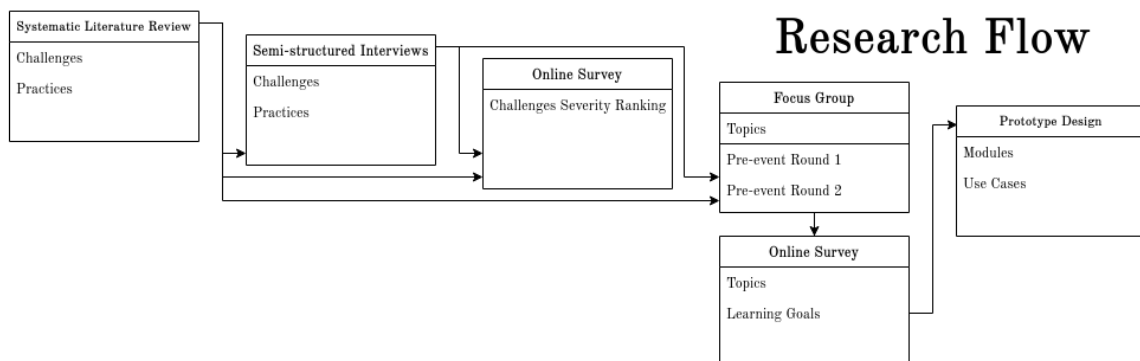 Research Flow
Systematic Literature Review
Challenges
Practices
Semi-structured Interviews
Challenges
Practices
Online Survey
Challenges Severity Ranking
Focus Group
Topics
Pre-event Round 1
Pre-event Round 2
Online Survey
Topics
Learning Goals
Prototype Design
Modules
Use Cases